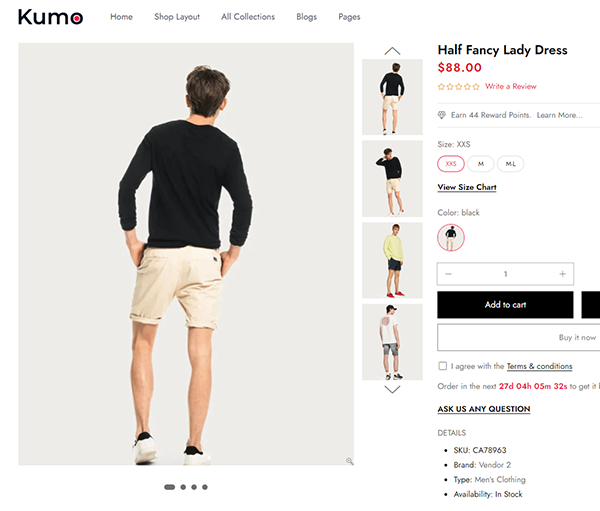 Kumo
Home Shop Layout All Collections Blogs Pages
Half Fancy Lady Dress
$88.00
Write a Review
Earn 44 Reward Points. Learn More...
Size: XXS
XXS M M-L
View Size Chart
Color: black
− 1 +
Add to cart
Buy it now
I agree with the Terms & conditions
Order in the next 27d 04h 05m 32s to get it
ASK US ANY QUESTION
DETAILS
SKU: CA78963
Brand: Vendor 2
Type: Men's Clothing
Availability: In Stock